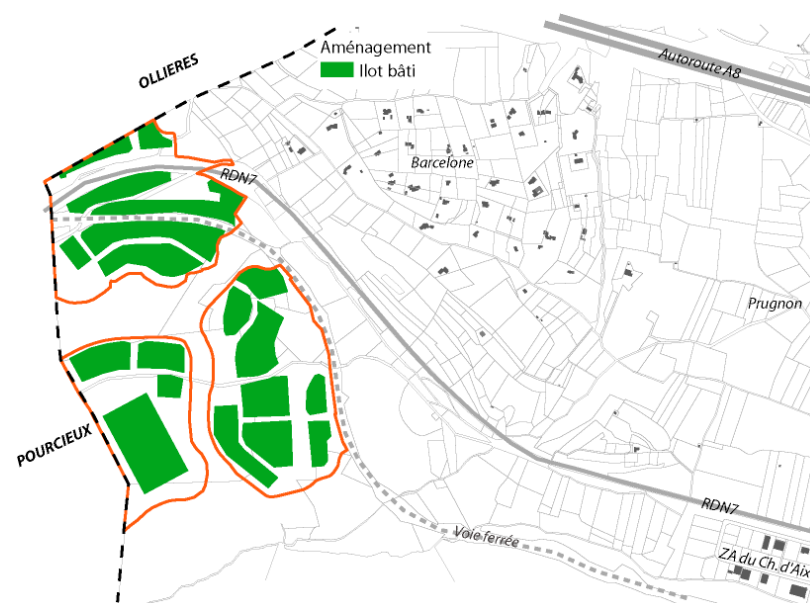 Aménagement
Ilot bâti
OLLIERES
Autoroute A8
Barcelone
RDN7
Prugnon
POURCIEUX
RDN7
Voie ferrée
ZA du Ch. d'Aix